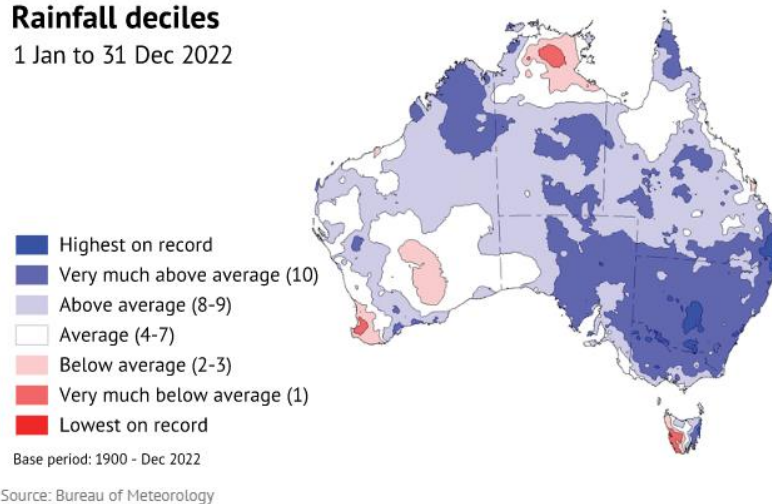 Rainfall deciles
1 Jan to 31 Dec 2022
Highest on record
Very much above average (10)
Above average (8-9)
Average (4-7)
Below average (2-3)
Very much below average (1)
Lowest on record
Base period: 1900 - Dec 2022
Source: Bureau of Meteorology